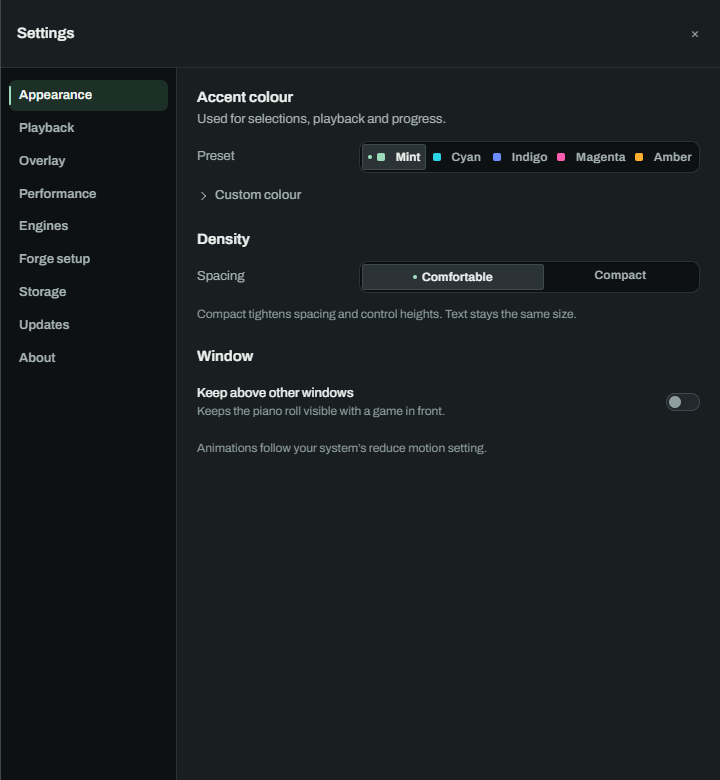 Settings
×
Appearance
Playback
Overlay
Performance
Engines
Forge setup
Storage
Updates
About
Accent colour
Used for selections, playback and progress.
Preset
Mint Cyan Indigo Magenta Amber
Custom colour
Density
Spacing
Comfortable Compact
Compact tightens spacing and control heights. Text stays the same size.
Window
Keep above other windows
Keeps the piano roll visible with a game in front.
Animations follow your system's reduce motion setting.